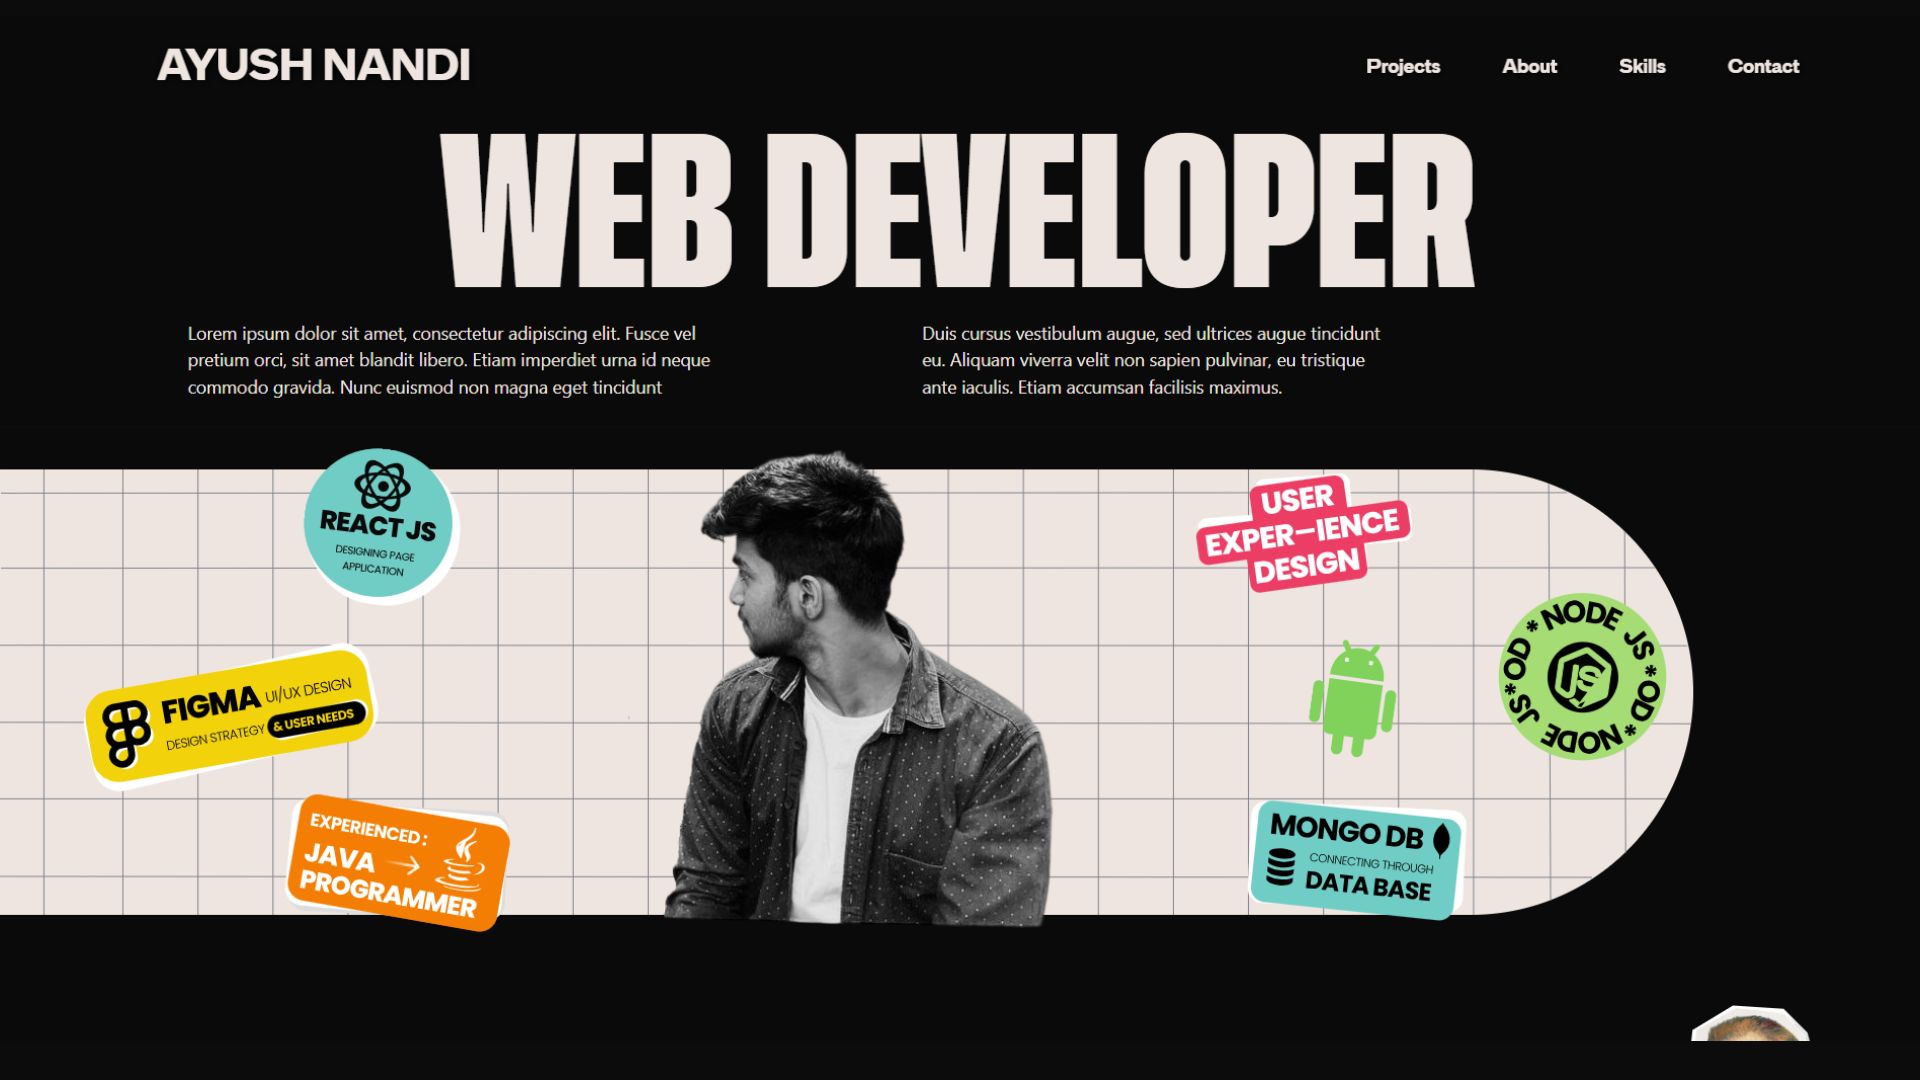 AYUSH NANDI
Projects
About
Skills
Contact
WEB DEVELOPER
Lorem ipsum dolor sit amet, consectetur adipiscing elit. Fusce vel
pretium orci, sit amet blandit libero. Etiam imperdiet urna id neque
commodo gravida. Nunc euismod non magna eget tincidunt
Duis cursus vestibulum augue, sed ultrices augue tincidunt
eu. Aliquam viverra velit non sapien pulvinar, eu tristique
ante iaculis. Etiam accumsan facilisis maximus.
REACT JS
DESIGNING PAGE
APPLICATION
USER
EXPER—IENCE
DESIGN
FIGMA UI/UX DESIGN
DESIGN STRATEGY & USER NEEDS
NODE JS*OD*NODE JS*OD*
JS
EXPERIENCED :
JAVA →
PROGRAMMER
MONGO DB
CONNECTING THROUGH
DATA BASE